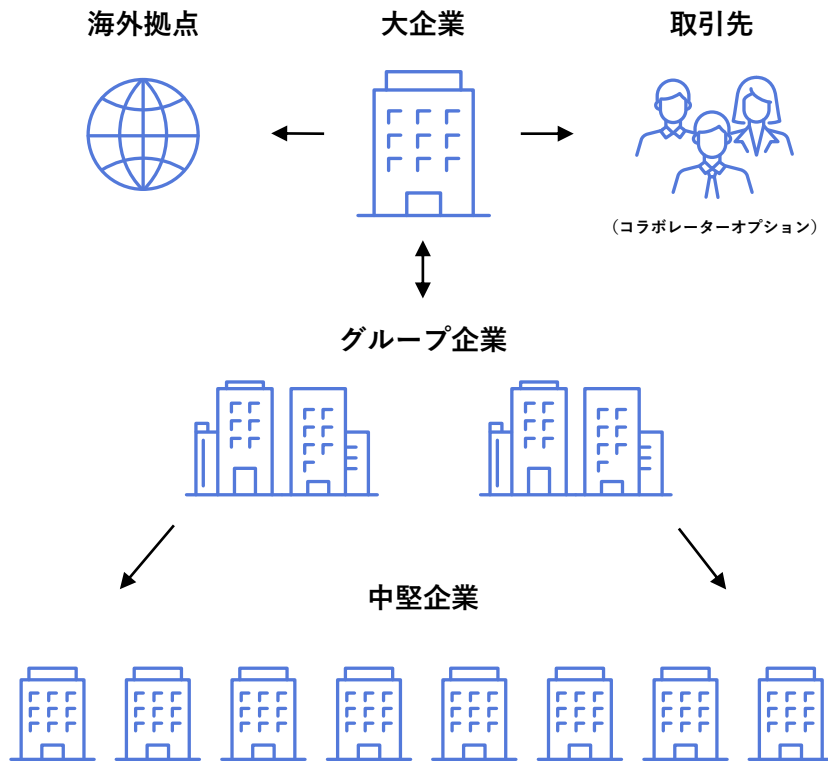 海外拠点
大企業
取引先
（コラボレーターオプション）
グループ企業
中堅企業